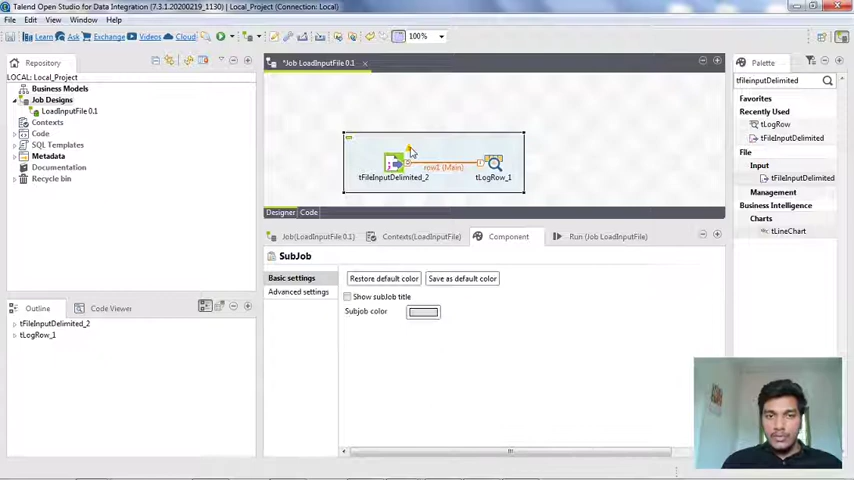 Talend Open Studio for Data Integration (7.3.1.20200219_1130) | Local_Project (Connection: Local)
File Edit View Window Help
Learn Ask Exchange Videos Cloud 100%
Repository
LOCAL: Local_Project
Business Models
Job Designs
LoadInputFile 0.1
Contexts
Code
SQL Templates
Metadata
Documentation
Recycle bin
Outline Code Viewer
tFileInputDelimited_2
tLogRow_1
*Job LoadInputFile 0.1
row1 (Main)
tFileInputDelimited_2 tLogRow_1
Designer Code
Job(LoadInputFile 0.1) Contexts(LoadInputFile) Component Run (Job LoadInputFile)
SubJob
Basic settings
Advanced settings
Restore default color Save as default color
Show subJob title
Subjob color
Palette
tfileinputDelimited
Favorites
Recently Used
tLogRow
tFileInputDelimited
File
Input
tFileInputDelimited
Management
Business Intelligence
Charts
tLineChart